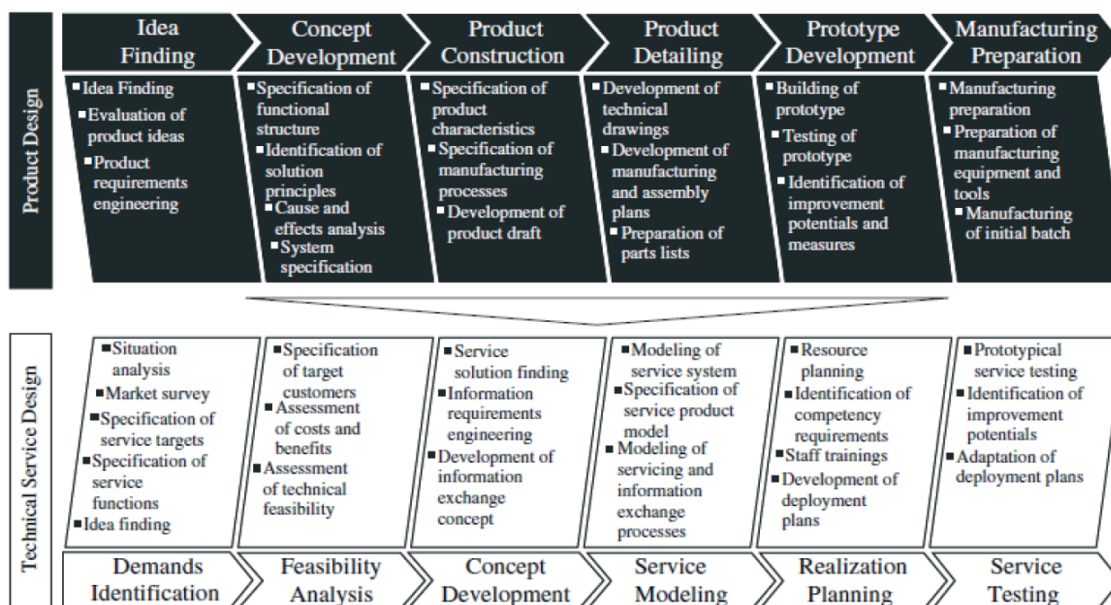 Product Design
Idea
Finding
Concept
Development
Product
Construction
Product
Detailing
Prototype
Development
Manufacturing
Preparation
Idea Finding
Evaluation of
product ideas
Product
requirements
engineering
Specification of
functional
structure
Identification of
solution
principles
Cause and
effects analysis
System
specification
Specification of
product
characteristics
Specification of
manufacturing
processes
Development of
product draft
Development of
technical
drawings
Development of
manufacturing
and assembly
plans
Preparation of
parts lists
Building of
prototype
Testing of
prototype
Identification of
improvement
potentials and
measures
Manufacturing
preparation
Preparation of
manufacturing
equipment and
tools
Manufacturing
of initial batch
Technical Service Design
Situation
analysis
Market survey
Specification of
service targets
Specification of
service
functions
Idea finding
Specification
of target
customers
Assessment
of costs and
benefits
Assessment
of technical
feasibility
Service
solution finding
Information
requirements
engineering
Development of
information
exchange
concept
Modeling of
service system
Specification of
service product
model
Modeling of
servicing and
information
exchange
processes
Resource
planning
Identification of
competency
requirements
Staff trainings
Development of
deployment
plans
Prototypical
service testing
Identification of
improvement
potentials
Adaptation of
deployment plans
Demands
Identification
Feasibility
Analysis
Concept
Development
Service
Modeling
Realization
Planning
Service
Testing